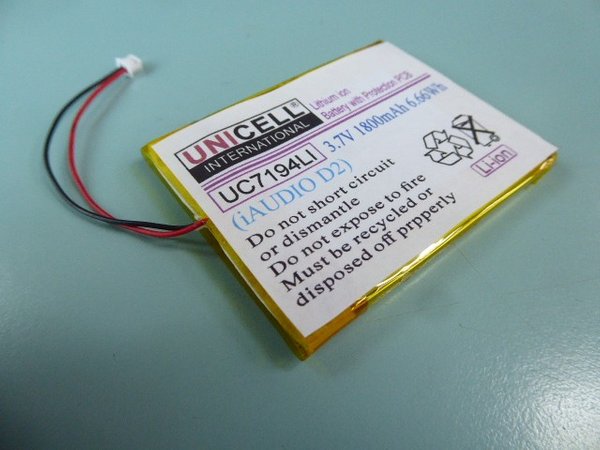 UNICELL®
INTERNATIONAL
Lithium ion
Battery with Protection PCB
UC7194LI
3.7V 1800mAh 6.66Wh
(iAUDIO D2)
Li-ion
Do not short circuit
or dismantle
Do not expose to fire
Must be recycled or
disposed off prpperly